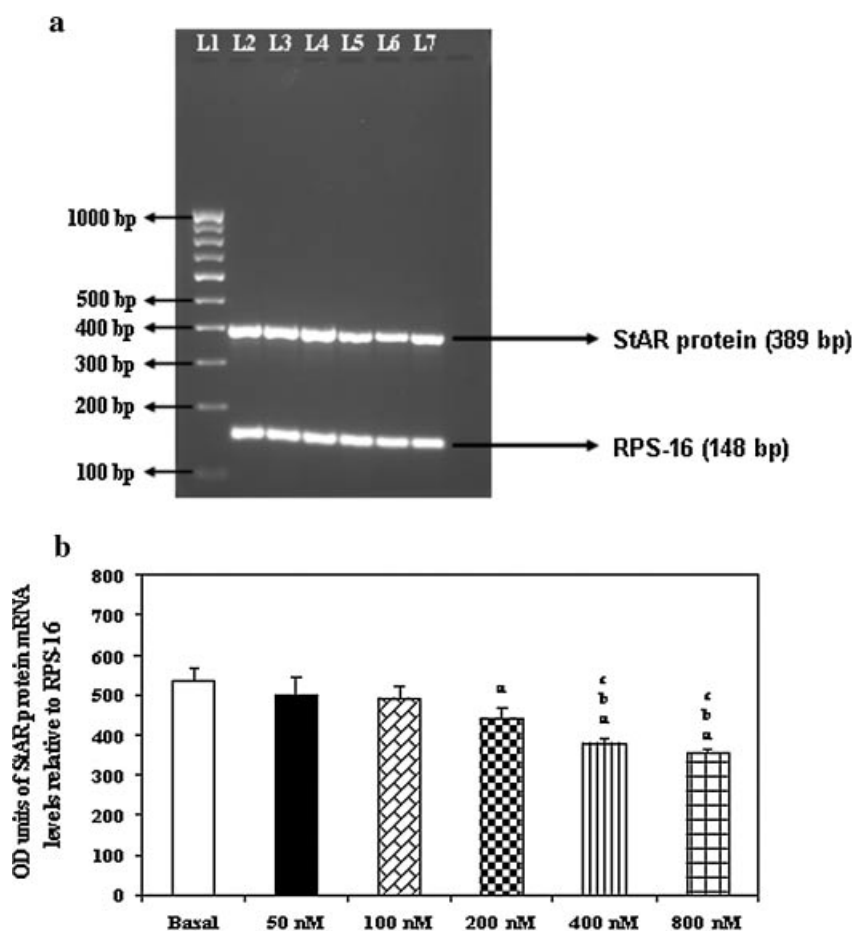 a
L1 L2 L3 L4 L5 L6 L7
1000 bp
500 bp
400 bp
300 bp
200 bp
100 bp
StAR protein (389 bp)
RPS-16 (148 bp)
b
OD units of StAR protein mRNA
levels relative to RPS-16
800
700
600
500
400
300
200
100
0
a
c
b
a
c
b
a
Basal 50 nM 100 nM 200 nM 400 nM 800 nM